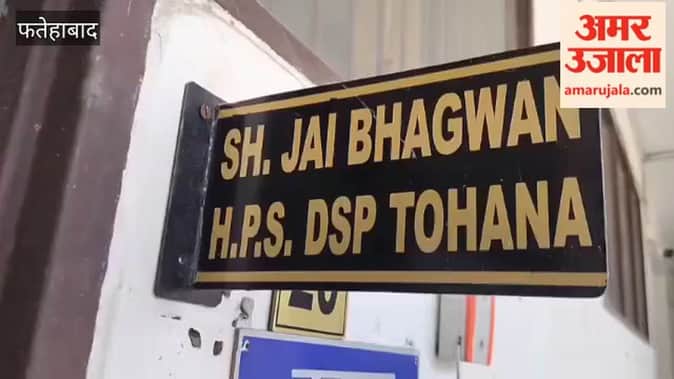 फतेहाबाद
अमर
उजाला
amarujala.com
SH. JAI BHAGWAN
H.P.S. DSP TOHANA